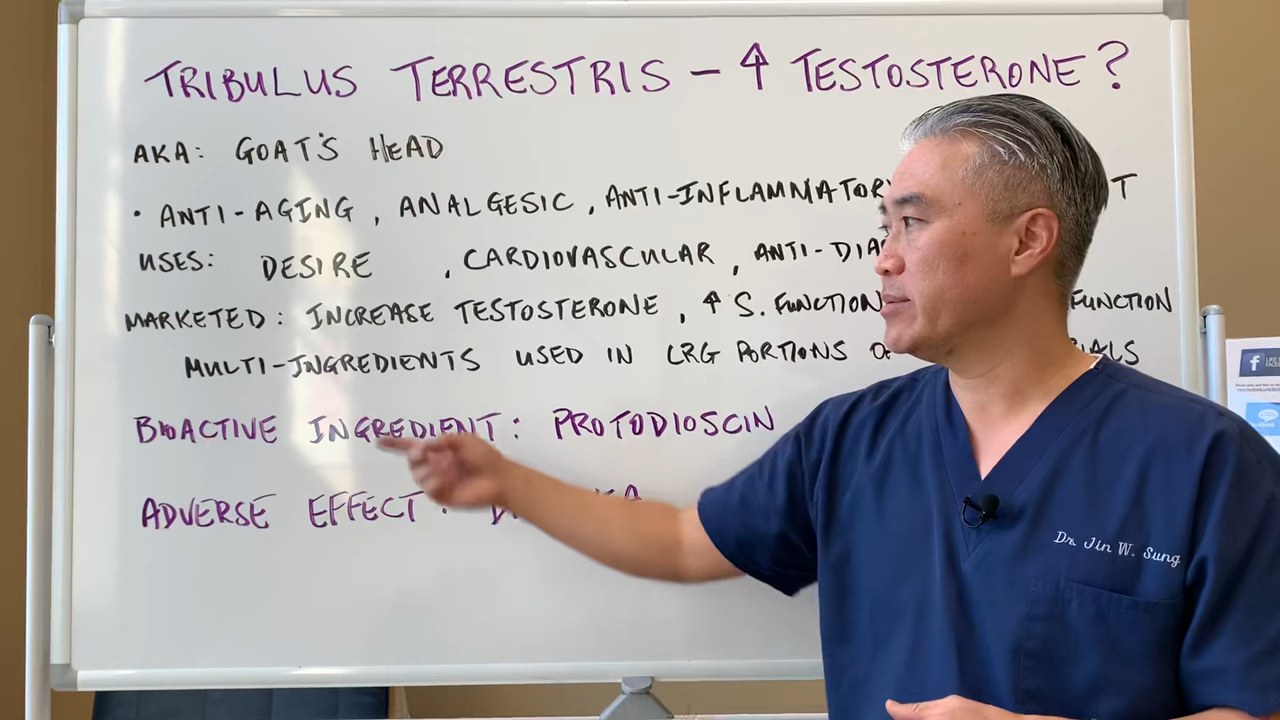 TRIBULUS TERRESTRIS - ↑ TESTOSTERONE?
AKA: GOAT'S HEAD
• ANTI-AGING, ANALGESIC, ANTI-INFLAMMATORY
USES: DESIRE , CARDIOVASCULAR, ANTI-DIA
MARKETED: INCREASE TESTOSTERONE, ↑ S. FUNCTION FUNCTION
MULTI-INGREDIENTS USED IN LRG PORTIONS
BIOACTIVE INGREDIENT: PROTODIOSCIN
ADVERSE EFFECT:
Dr. Jin W. Sung
f